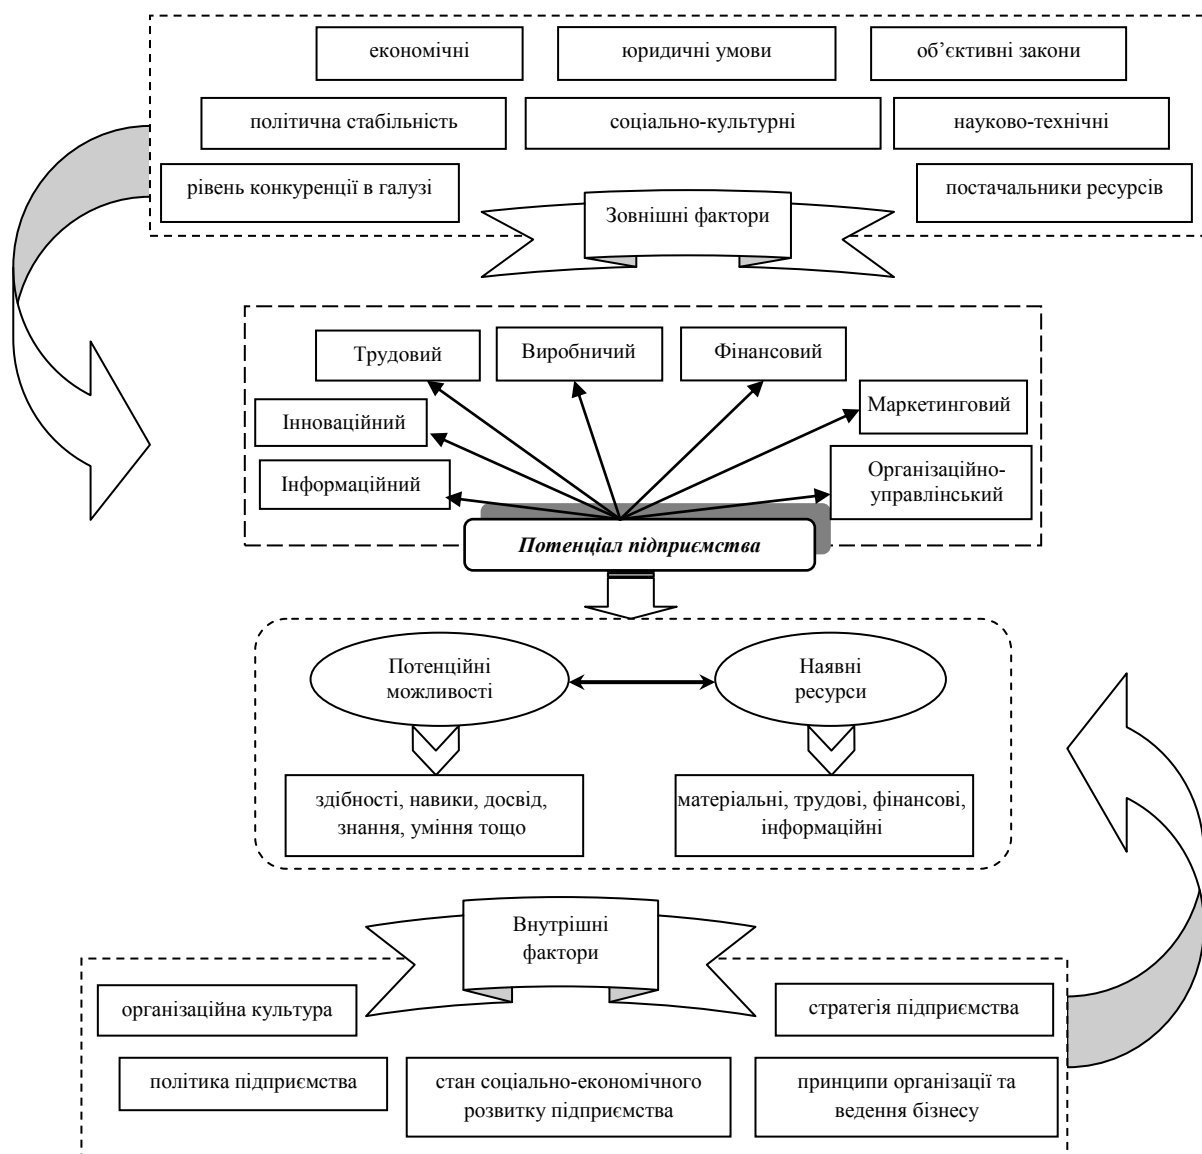 економічні
юридичні умови
об’єктивні закони
політична стабільність
соціально-культурні
науково-технічні
рівень конкуренції в галузі
постачальники ресурсів
Зовнішні фактори
Трудовий
Виробничий
Фінансовий
Інноваційний
Маркетинговий
Інформаційний
Організаційно-
управлінський
Потенціал підприємства
Потенційні
можливості
Наявні
ресурси
здібності, навики, досвід,
знання, уміння тощо
матеріальні, трудові, фінансові,
інформаційні
Внутрішні
фактори
організаційна культура
стратегія підприємства
політика підприємства
стан соціально-економічного
розвитку підприємства
принципи організації та
ведення бізнесу